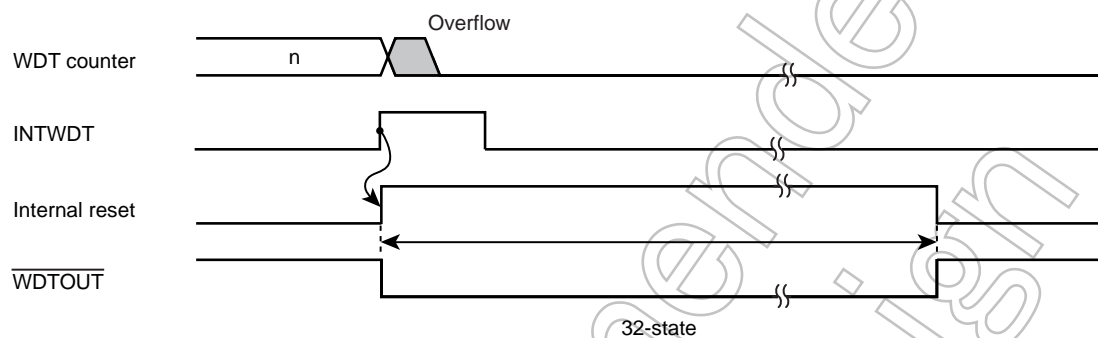 Overflow
WDT counter
n
INTWDT
Internal reset
WDTOUT
32-state